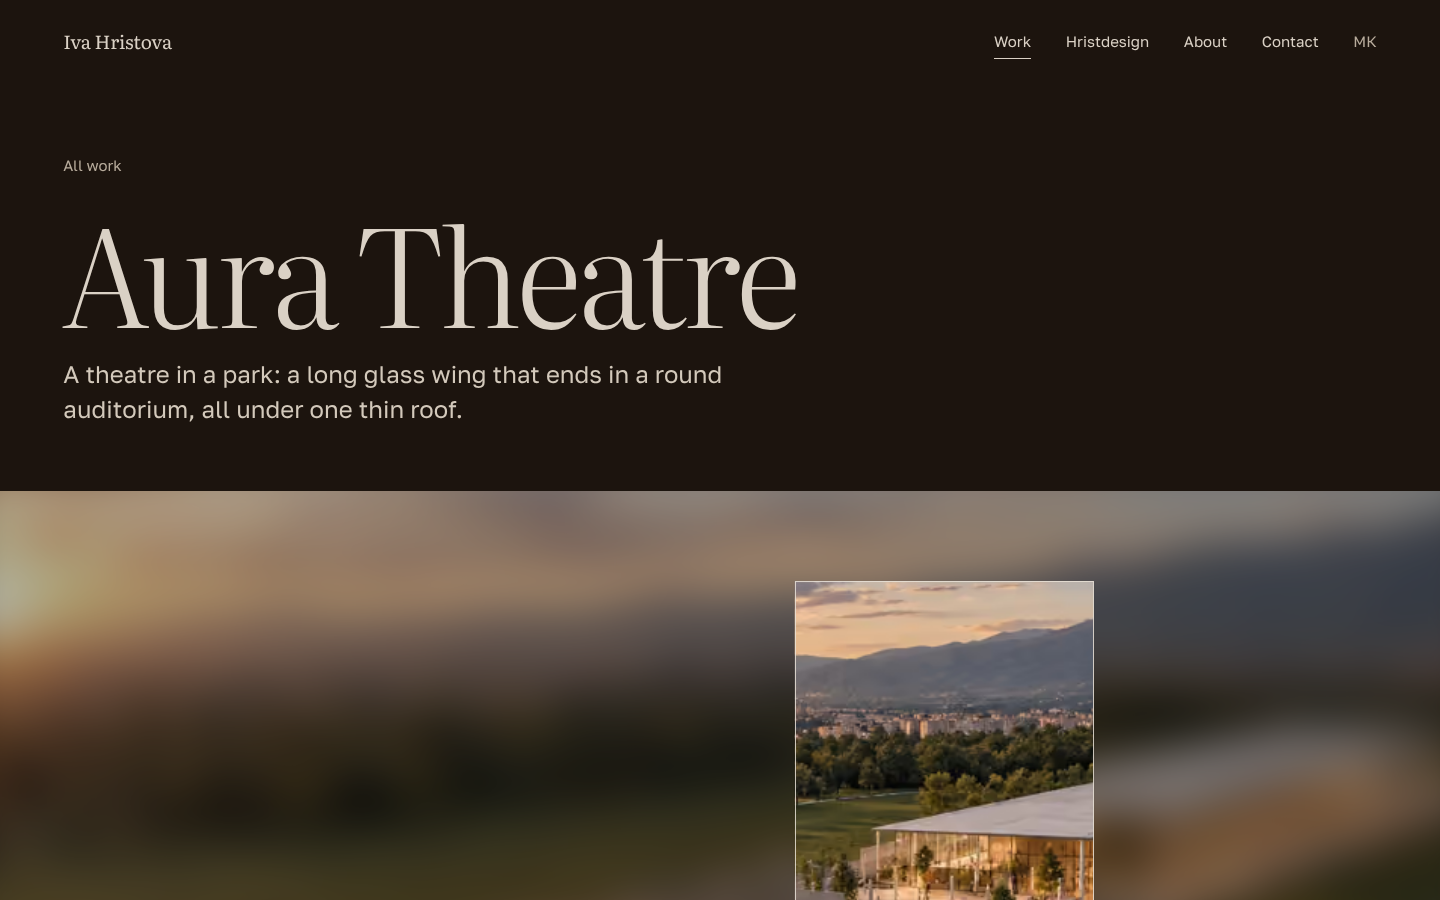 Iva Hristova
Work
Hristdesign
About
Contact
MK
All work
Aura Theatre
A theatre in a park: a long glass wing that ends in a round
auditorium, all under one thin roof.